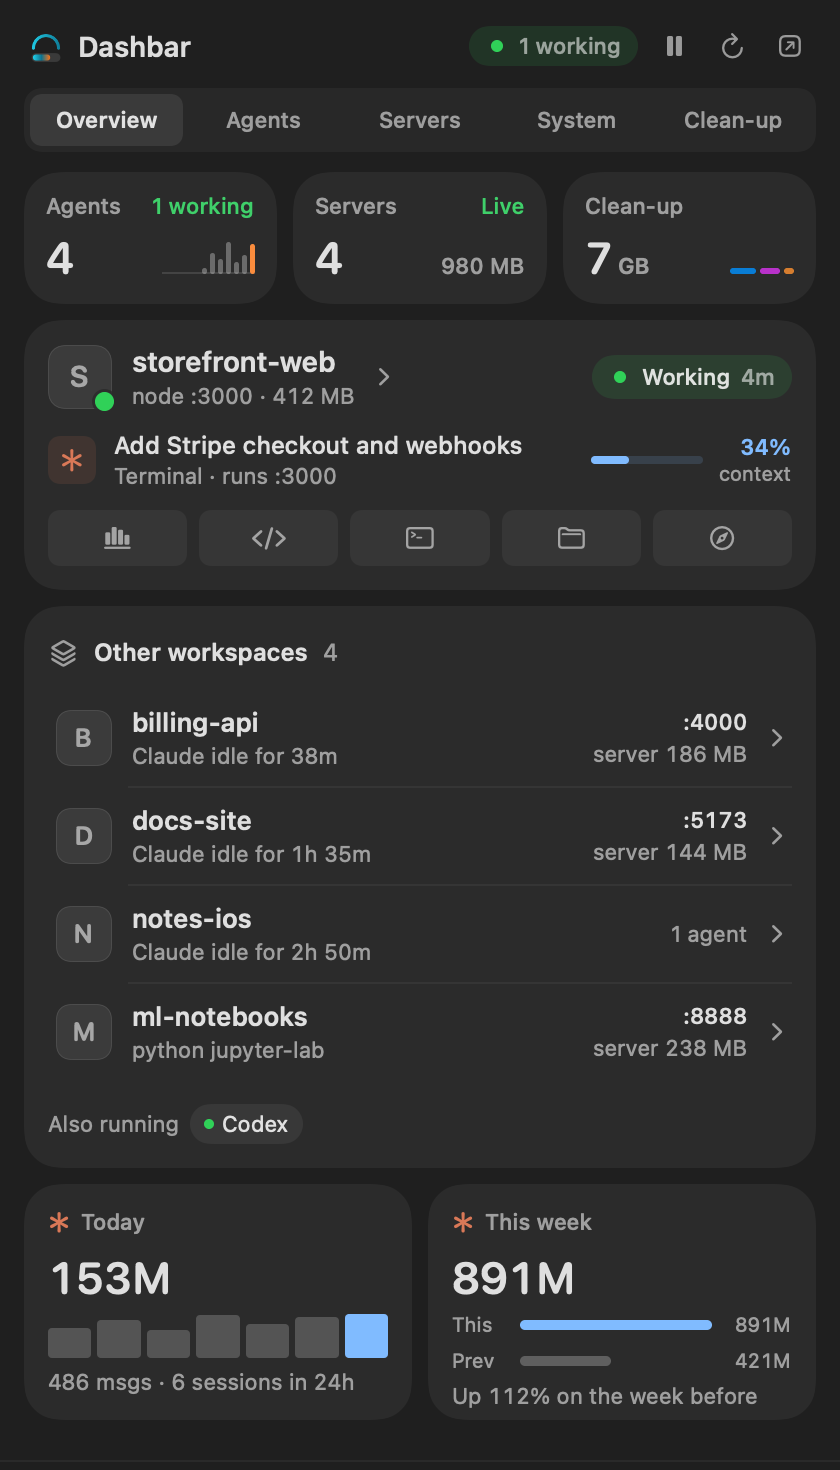 Dashbar
1 working
Overview Agents Servers System Clean-up
Agents 1 working
4
Servers Live
4 980 MB
Clean-up
7 GB
S
storefront-web
node :3000 · 412 MB
Working 4m
Add Stripe checkout and webhooks
Terminal · runs :3000
34%
context
Other workspaces 4
B
billing-api
Claude idle for 38m
:4000
server 186 MB
D
docs-site
Claude idle for 1h 35m
:5173
server 144 MB
N
notes-ios
Claude idle for 2h 50m
1 agent
M
ml-notebooks
python jupyter-lab
:8888
server 238 MB
Also running Codex
Today
153M
486 msgs · 6 sessions in 24h
This week
891M
This 891M
Prev 421M
Up 112% on the week before